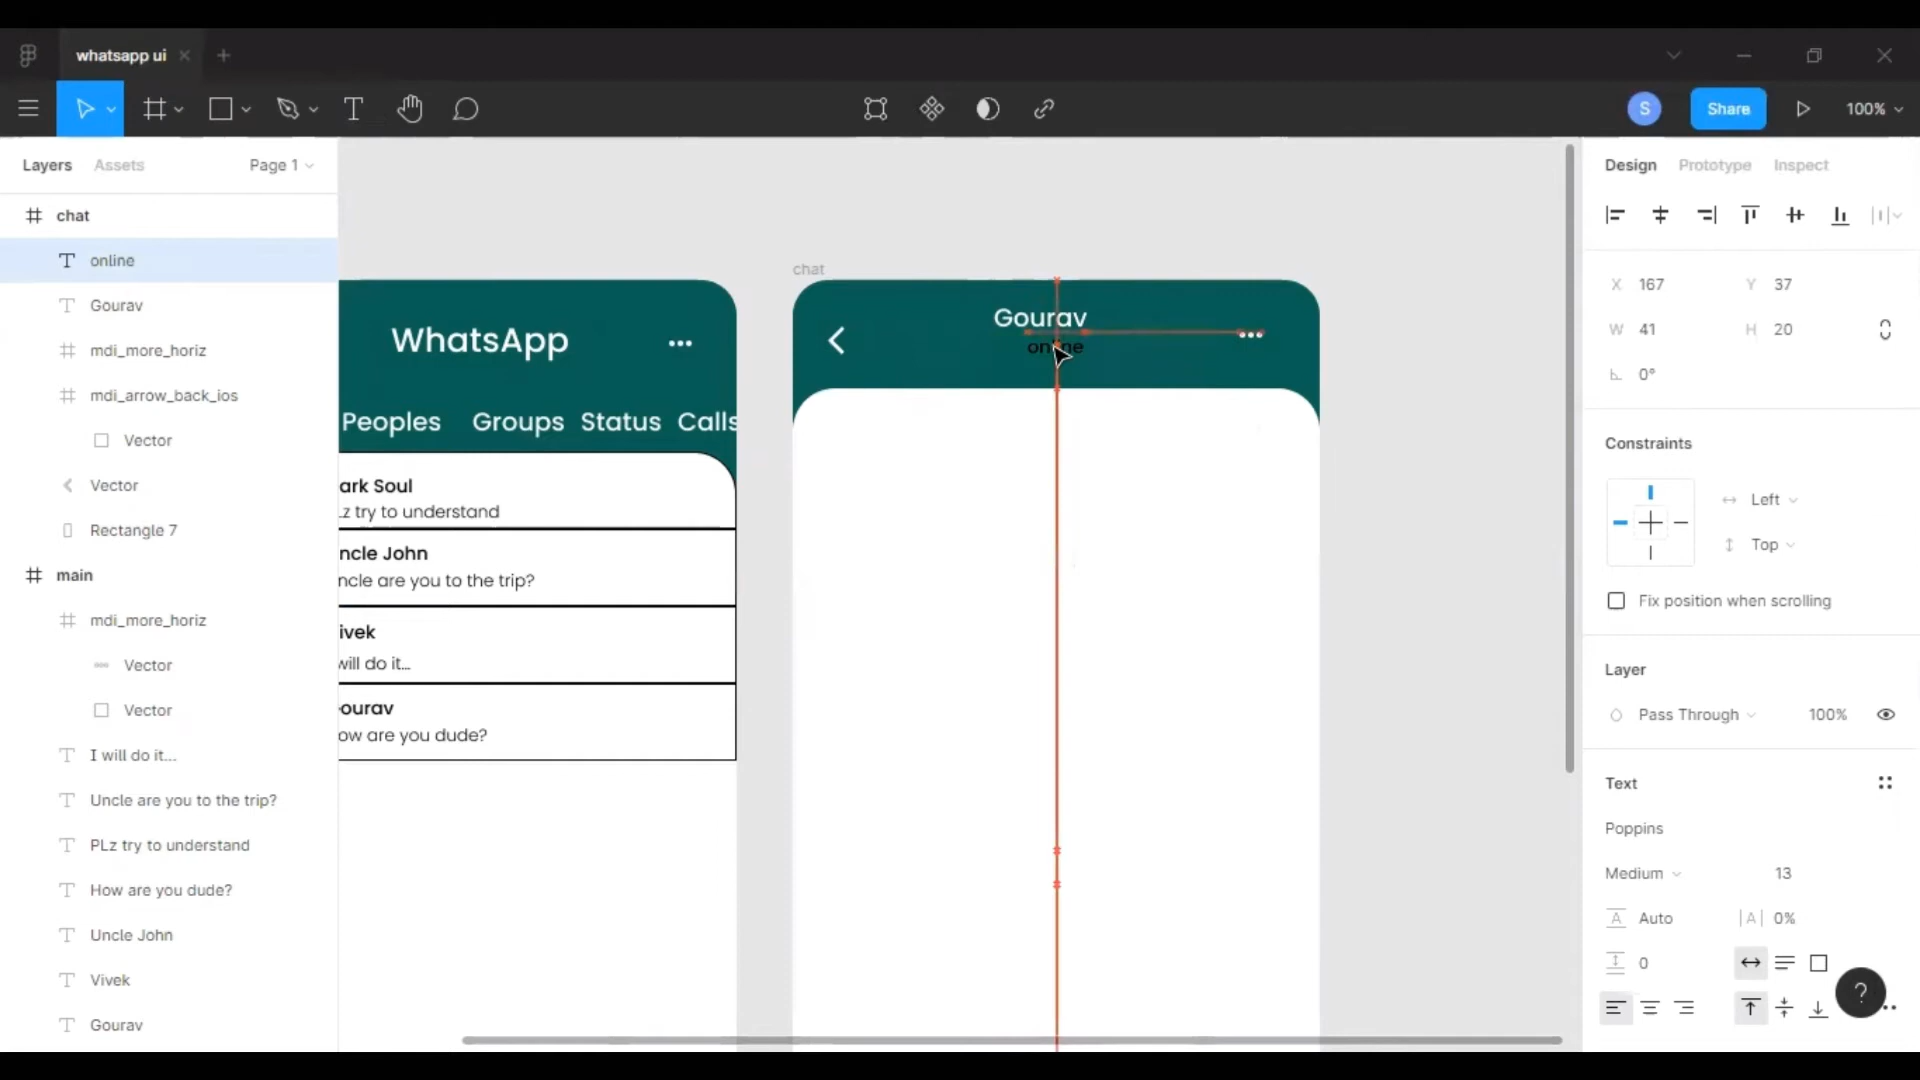 whatsapp ui
S
Share
100%
Layers
Assets
Page 1
chat
online
Gourav
mdi_more_horiz
mdi_arrow_back_ios
Vector
Vector
Rectangle 7
main
mdi_more_horiz
Vector
Vector
I will do it...
Uncle are you to the trip?
PLz try to understand
How are you dude?
Uncle John
Vivek
Gourav
WhatsApp
Peoples Groups Status Calls
ark Soul
z try to understand
ncle John
ncle are you to the trip?
ivek
will do it...
ourav
ow are you dude?
chat
Gourav
online
Design
Prototype
Inspect
X 167
Y 37
W 41
H 20
0°
Constraints
Left
Top
Fix position when scrolling
Layer
Pass Through
100%
Text
Poppins
Medium
13
A Auto
|A| 0%
0
?